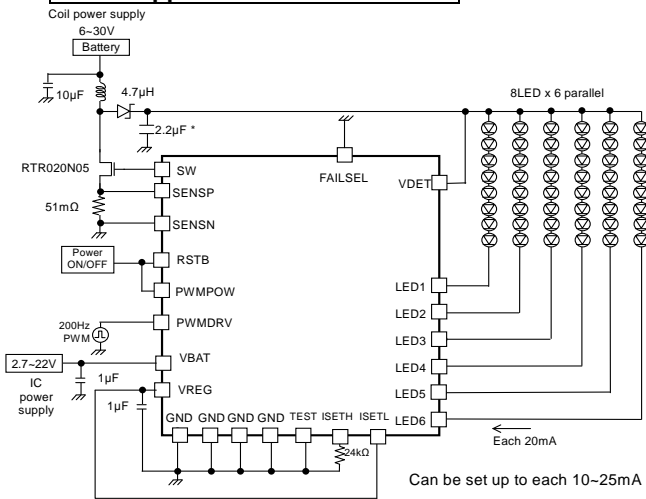 Coil power supply
6~30V
Battery
10μF
4.7μH
2.2μF *
8LED x 6 parallel
RTR020N05
SW
FAILSEL
VDET
SENSP
51mΩ
SENSN
Power
ON/OFF
RSTB
PWMPOW
LED1
LED2
200Hz
PWM
PWMDRV
LED3
2.7~22V
VBAT
LED4
IC
power
supply
1μF
VREG
LED5
1μF
GND GND GND GND TEST ISETH ISETL
LED6
24kΩ
Each 20mA
Can be set up to each 10~25mA